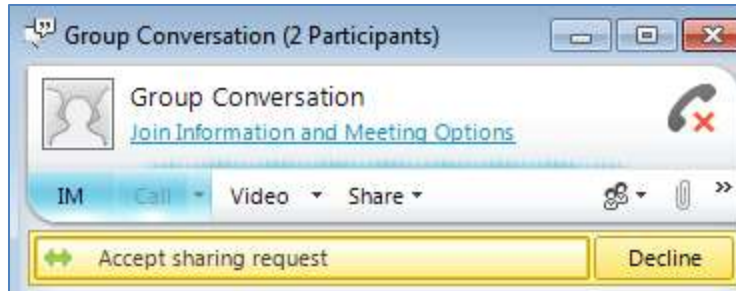 Group Conversation (2 Participants)
Group Conversation
Join Information and Meeting Options
IM Call Video Share
Accept sharing request Decline